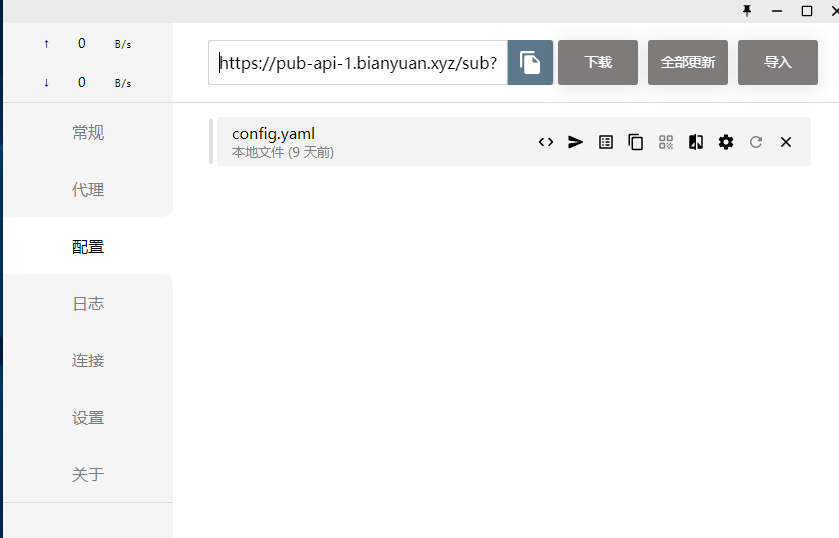 ↑ 0 B/s
↓ 0 B/s
常规
代理
配置
日志
连接
设置
关于
https://pub-api-1.bianyuan.xyz/sub?
下载
全部更新
导入
config.yaml
本地文件 (9 天前)